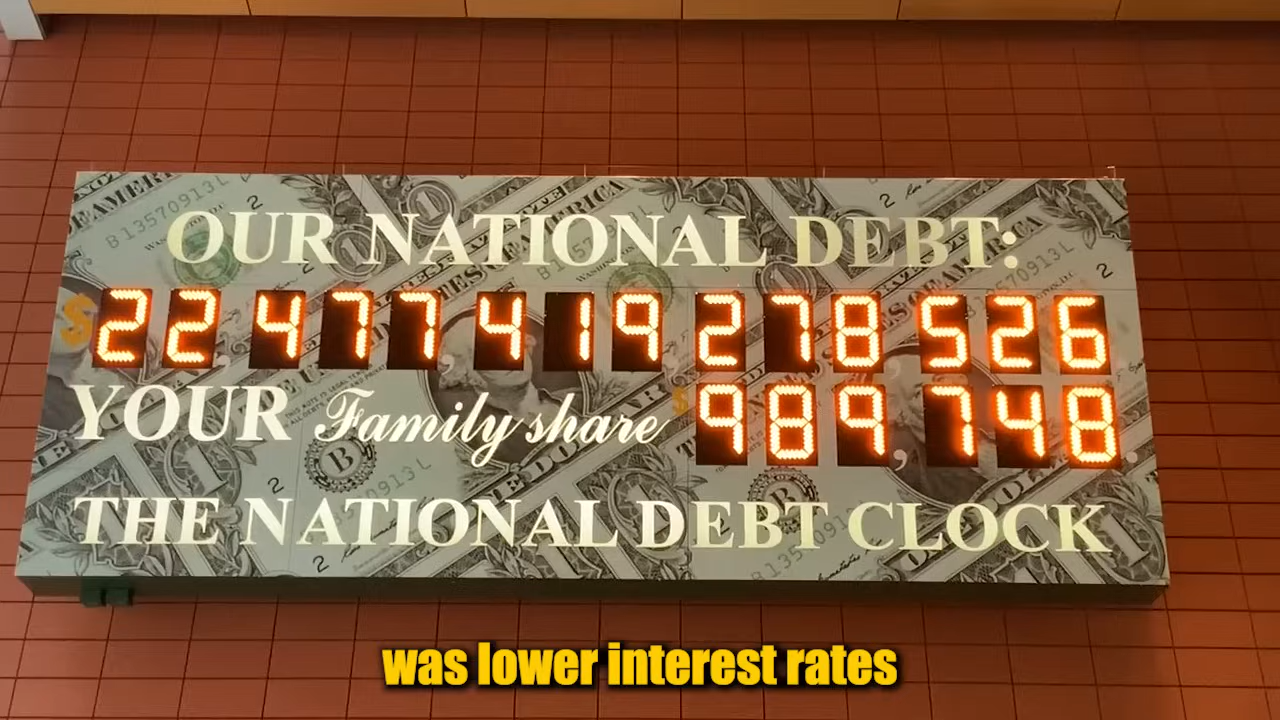 OUR NATIONAL DEBT:
$22,477,419,278,526
YOUR Family share $989,748.
THE NATIONAL DEBT CLOCK
was lower interest rates